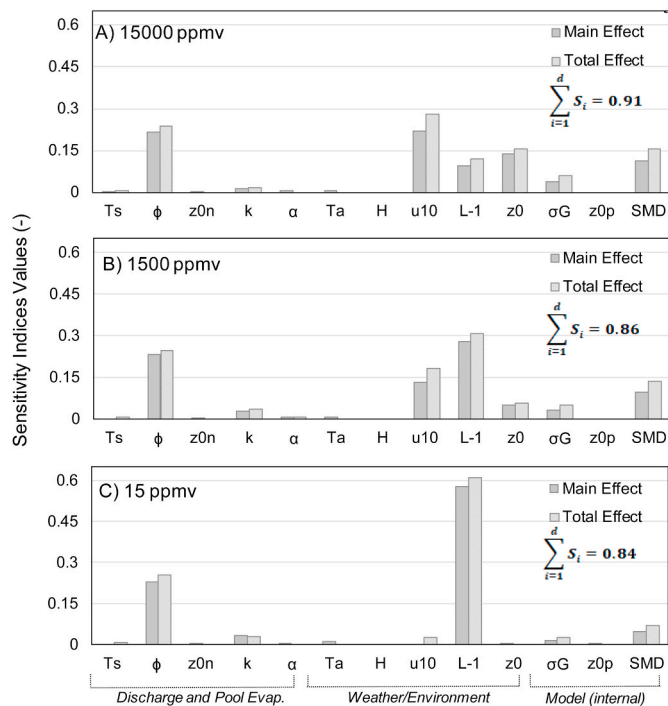 Sensitivity Indices Values (-)
A) 15000 ppmv
0.6
0.45
0.3
0.15
0
Main Effect
Total Effect
d
∑ Sᵢ = 0.91
i=1
Ts ϕ z0n k α Ta H u10 L-1 z0 σG z0p SMD
B) 1500 ppmv
0.6
0.45
0.3
0.15
0
Main Effect
Total Effect
d
∑ Sᵢ = 0.86
i=1
Ts ϕ z0n k α Ta H u10 L-1 z0 σG z0p SMD
C) 15 ppmv
0.6
0.45
0.3
0.15
0
Main Effect
Total Effect
d
∑ Sᵢ = 0.84
i=1
Ts ϕ z0n k α Ta H u10 L-1 z0 σG z0p SMD
Discharge and Pool Evap. Weather/Environment Model (internal)